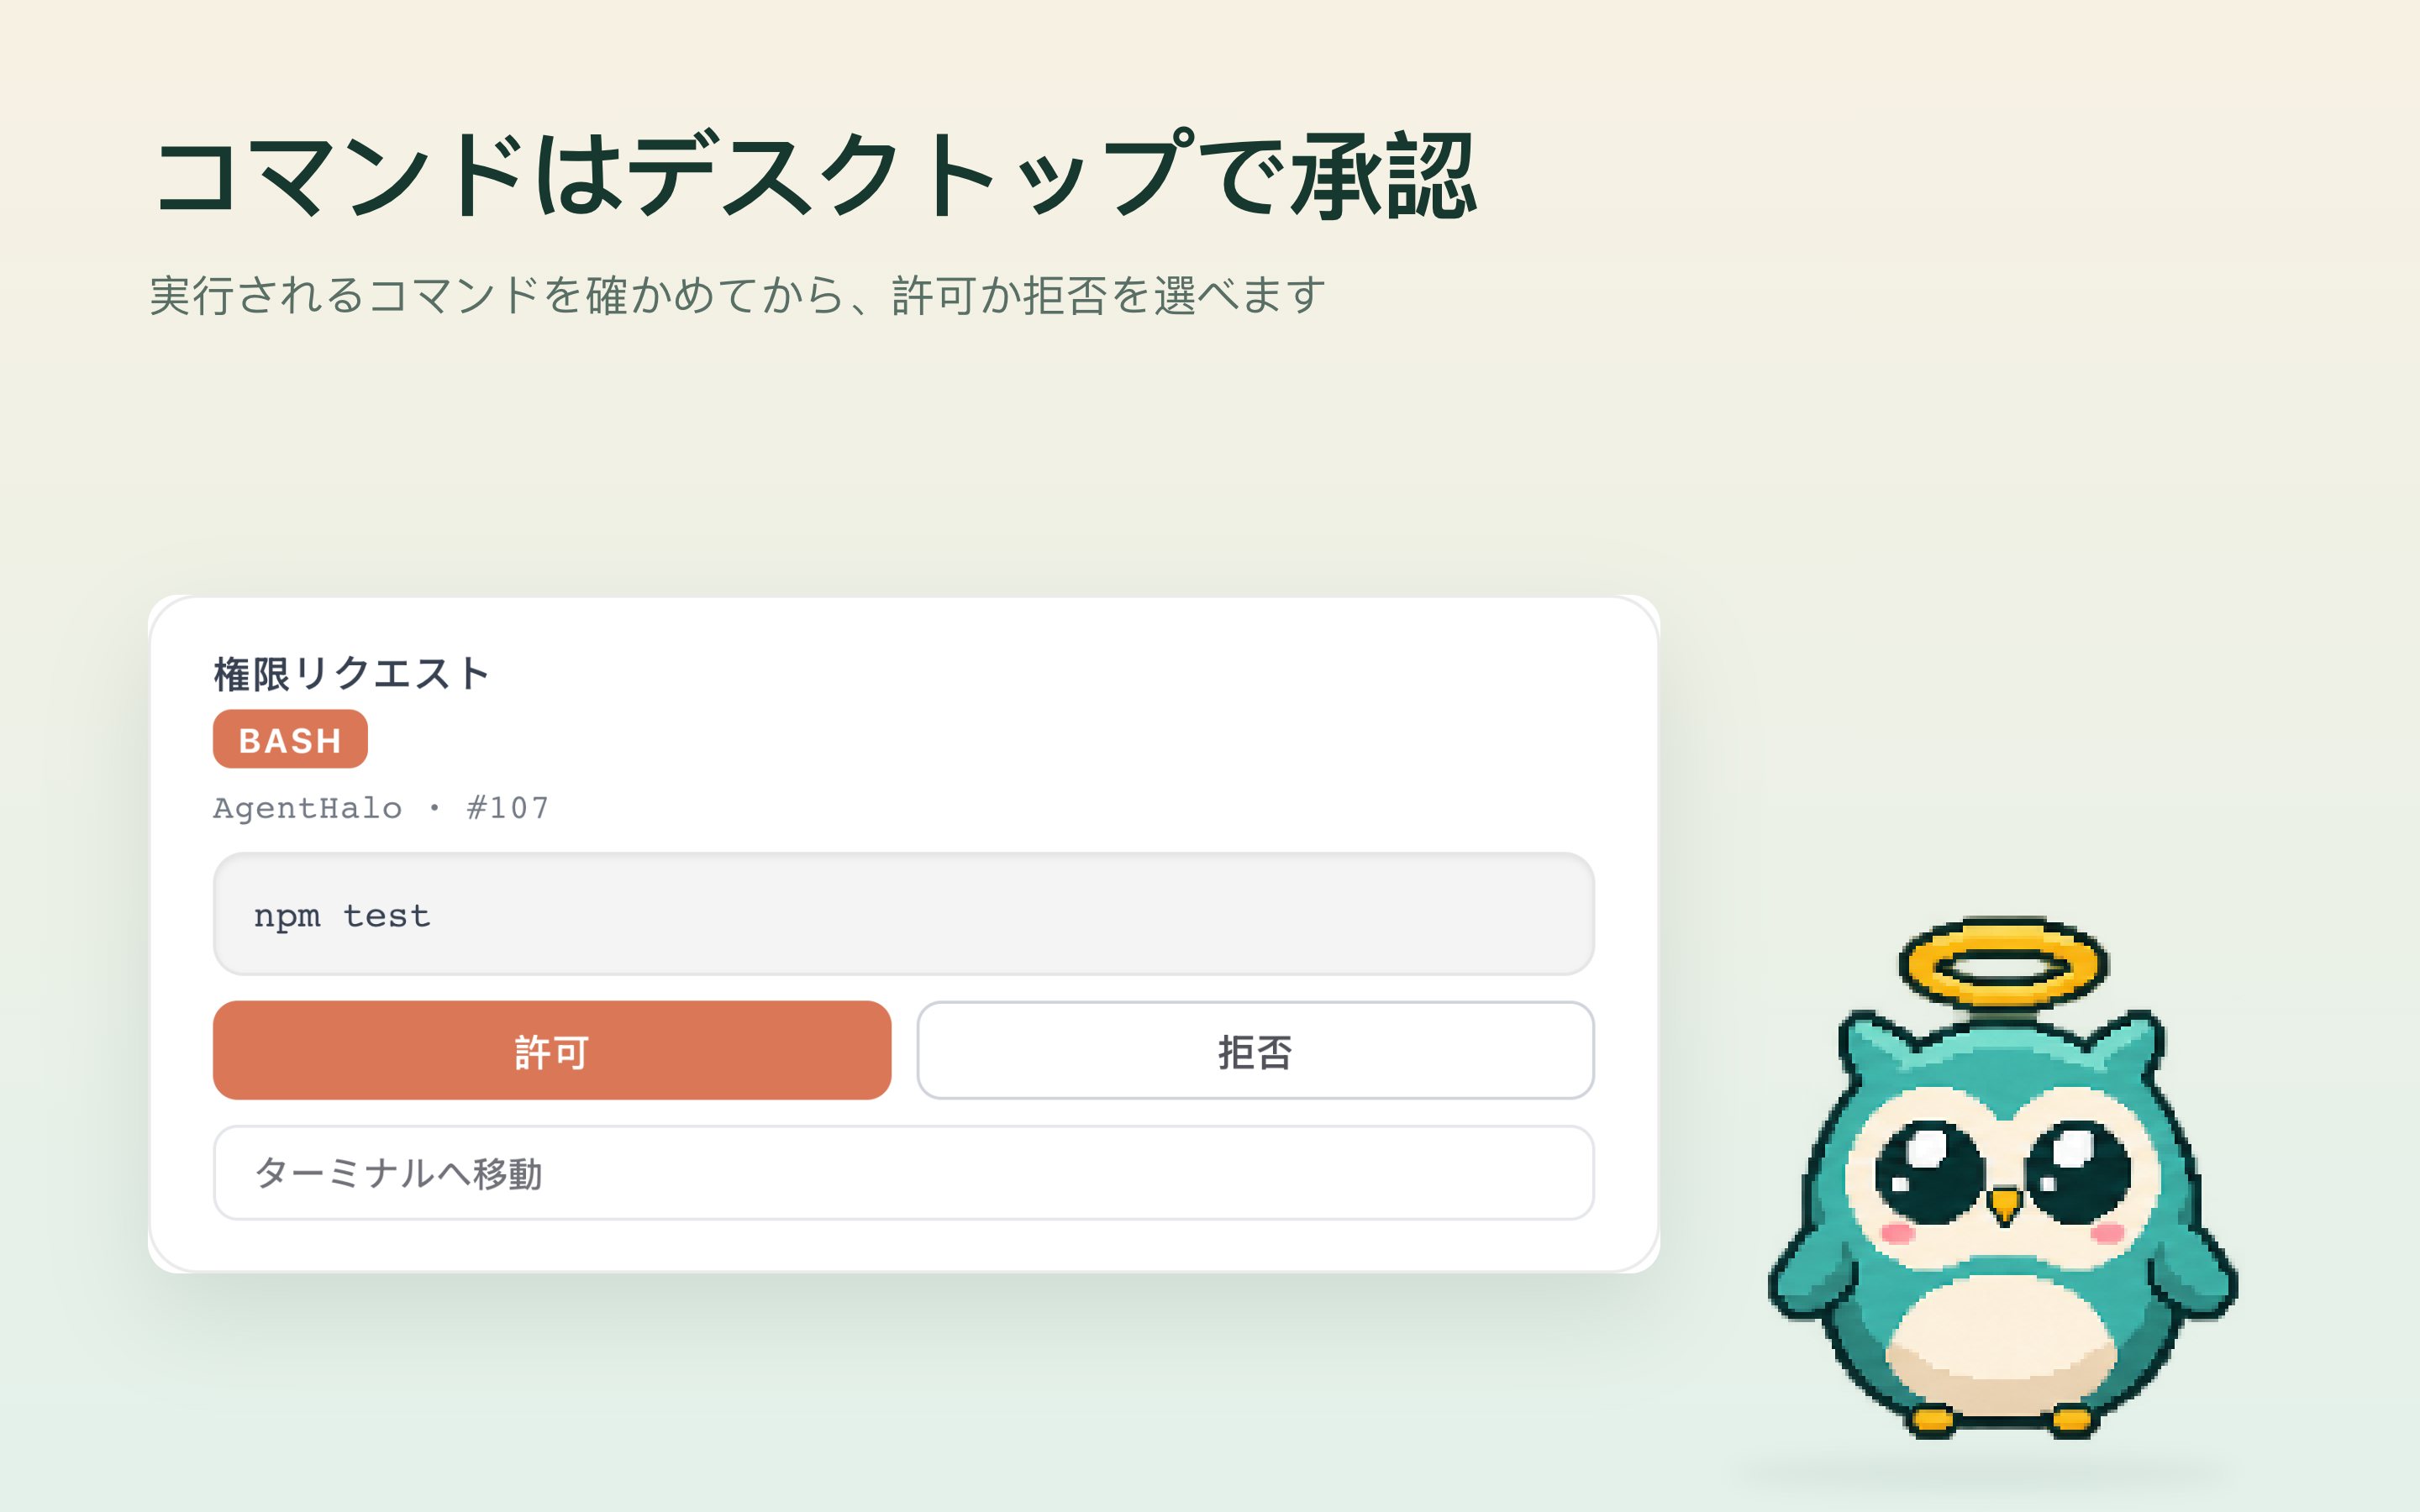 コマンドはデスクトップで承認
実行されるコマンドを確かめてから、許可か拒否を選べます
権限リクエスト
BASH
AgentHalo • #107
npm test
許可
拒否
ターミナルへ移動